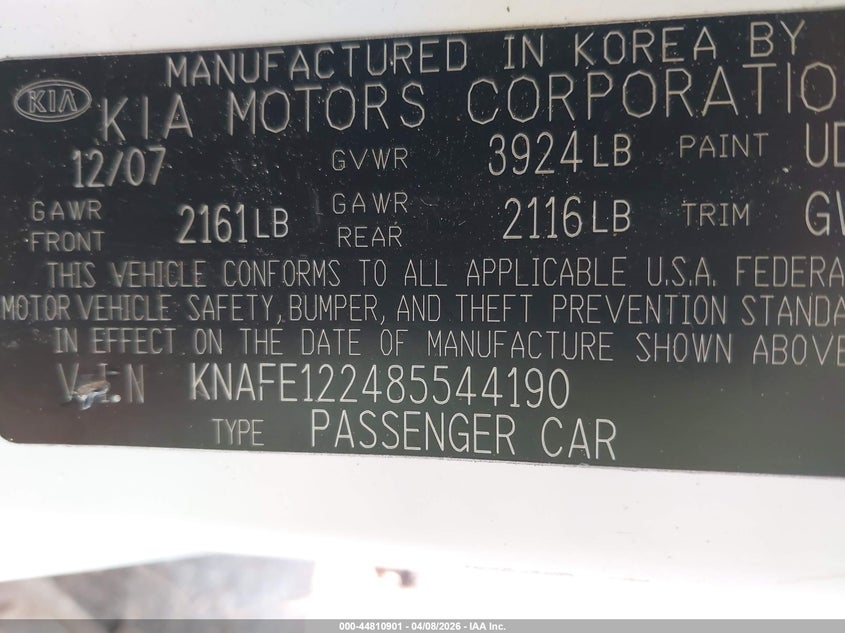 MANUFACTURED IN KOREA BY
KIA KIA MOTORS CORPORATIO
12/07 GVWR 3924LB PAINT UD
GAWR FRONT 2161LB GAWR REAR 2116LB TRIM GW
THIS VEHICLE CONFORMS TO ALL APPLICABLE U.S.A. FEDERA
MOTOR VEHICLE SAFETY, BUMPER, AND THEFT PREVENTION STANDA
IN EFFECT ON THE DATE OF MANUFACTURE SHOWN ABOVE
V.I.N KNAFE122485544190
TYPE PASSENGER CAR
000-44810901 - 04/08/2026 - IAA Inc.